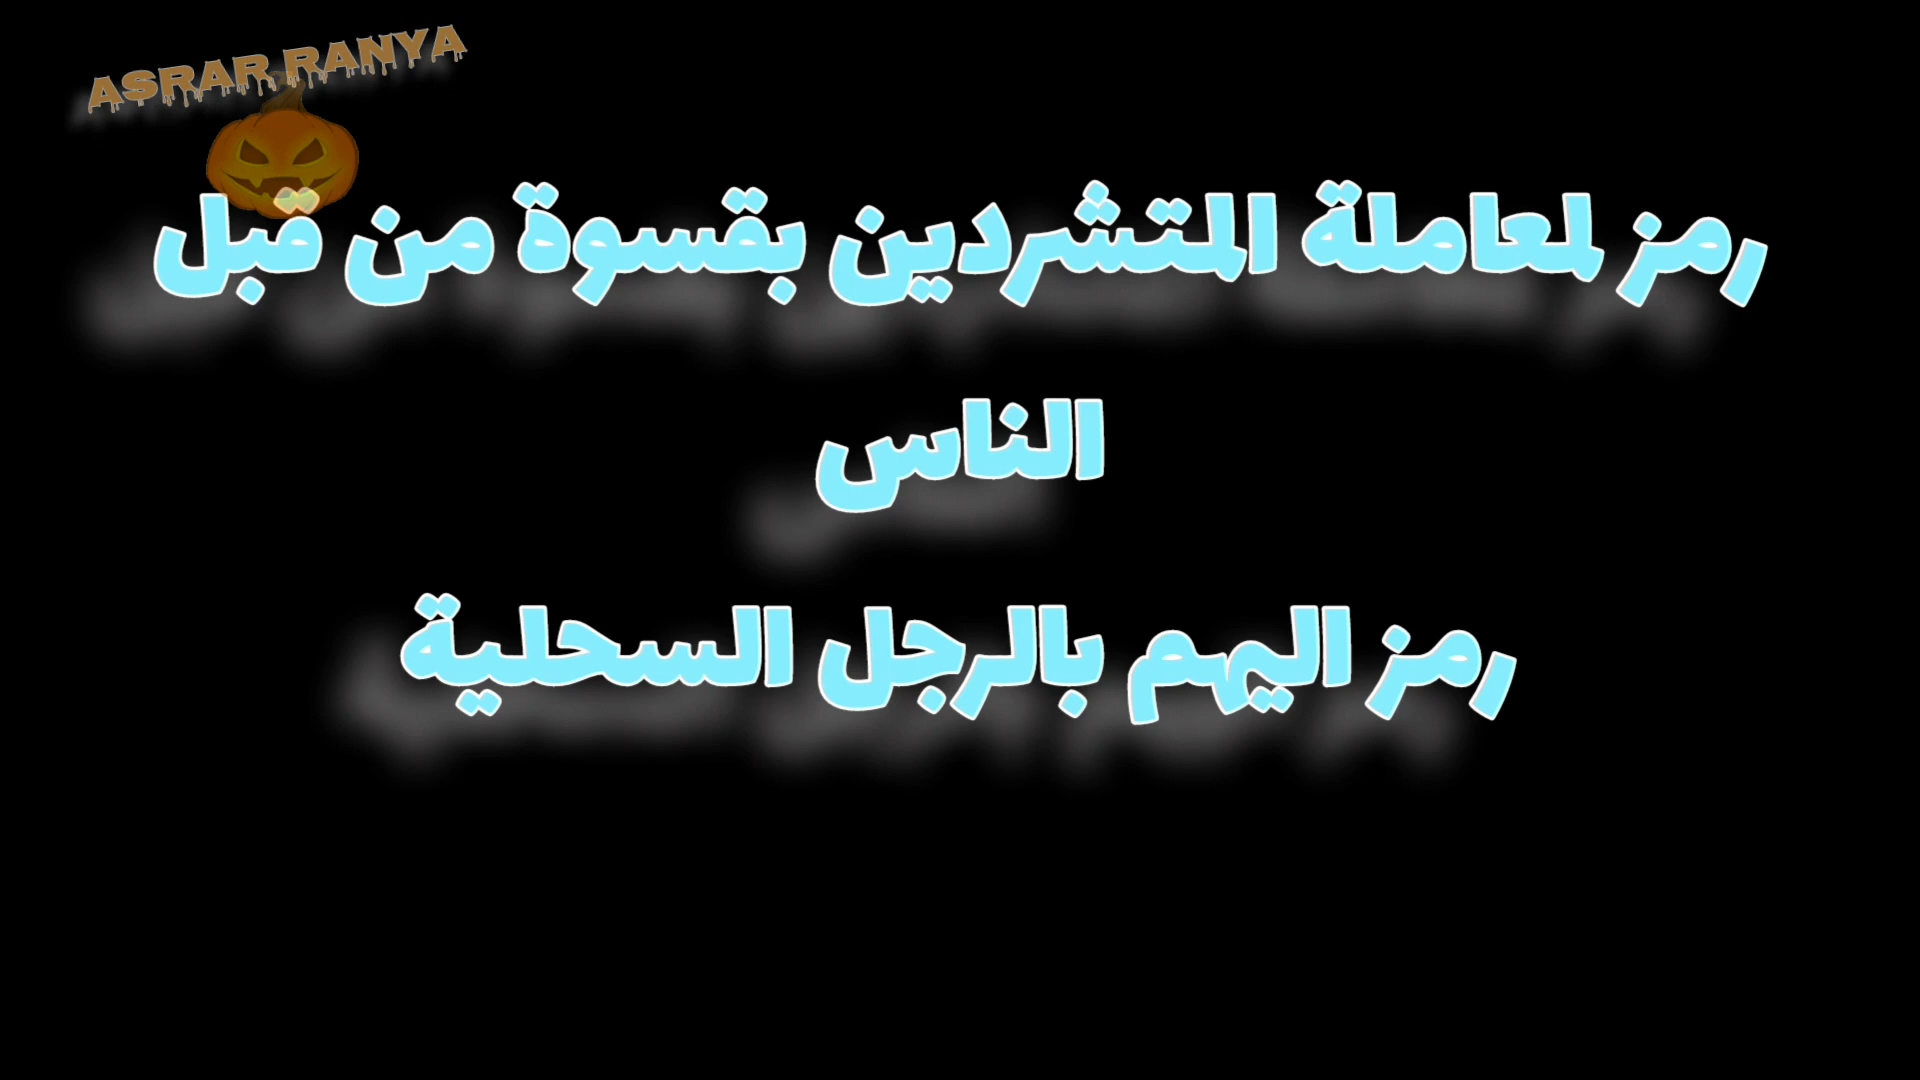 ASRAR RANYA
رمز لمعاملة المتشردين بقسوة من قبل
الناس
رمز اليهم بالرجل السحلية